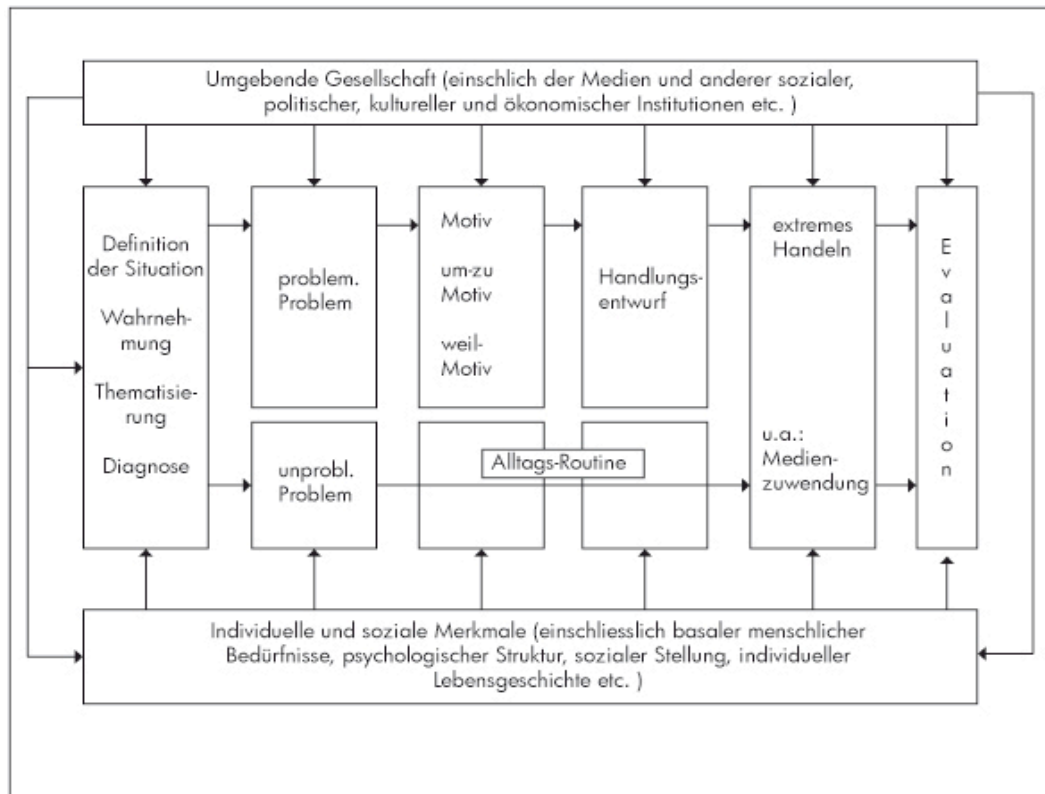 Umgebende Gesellschaft (einschlich der Medien und anderer sozialer,
politischer, kultureller und ökonomischer Institutionen etc. )
Definition
der Situation
Wahrneh-
mung
Thematisie-
rung
Diagnose
problem.
Problem
unprobl.
Problem
Motiv
um-zu
Motiv
weil-
Motiv
Handlungs-
entwurf
Alltags-Routine
extremes
Handeln
u.a.:
Medien-
zuwendung
E
v
a
l
u
a
t
i
o
n
Individuelle und soziale Merkmale (einschliesslich basaler menschlicher
Bedürfnisse, psychologischer Struktur, sozialer Stellung, individueller
Lebensgeschichte etc. )